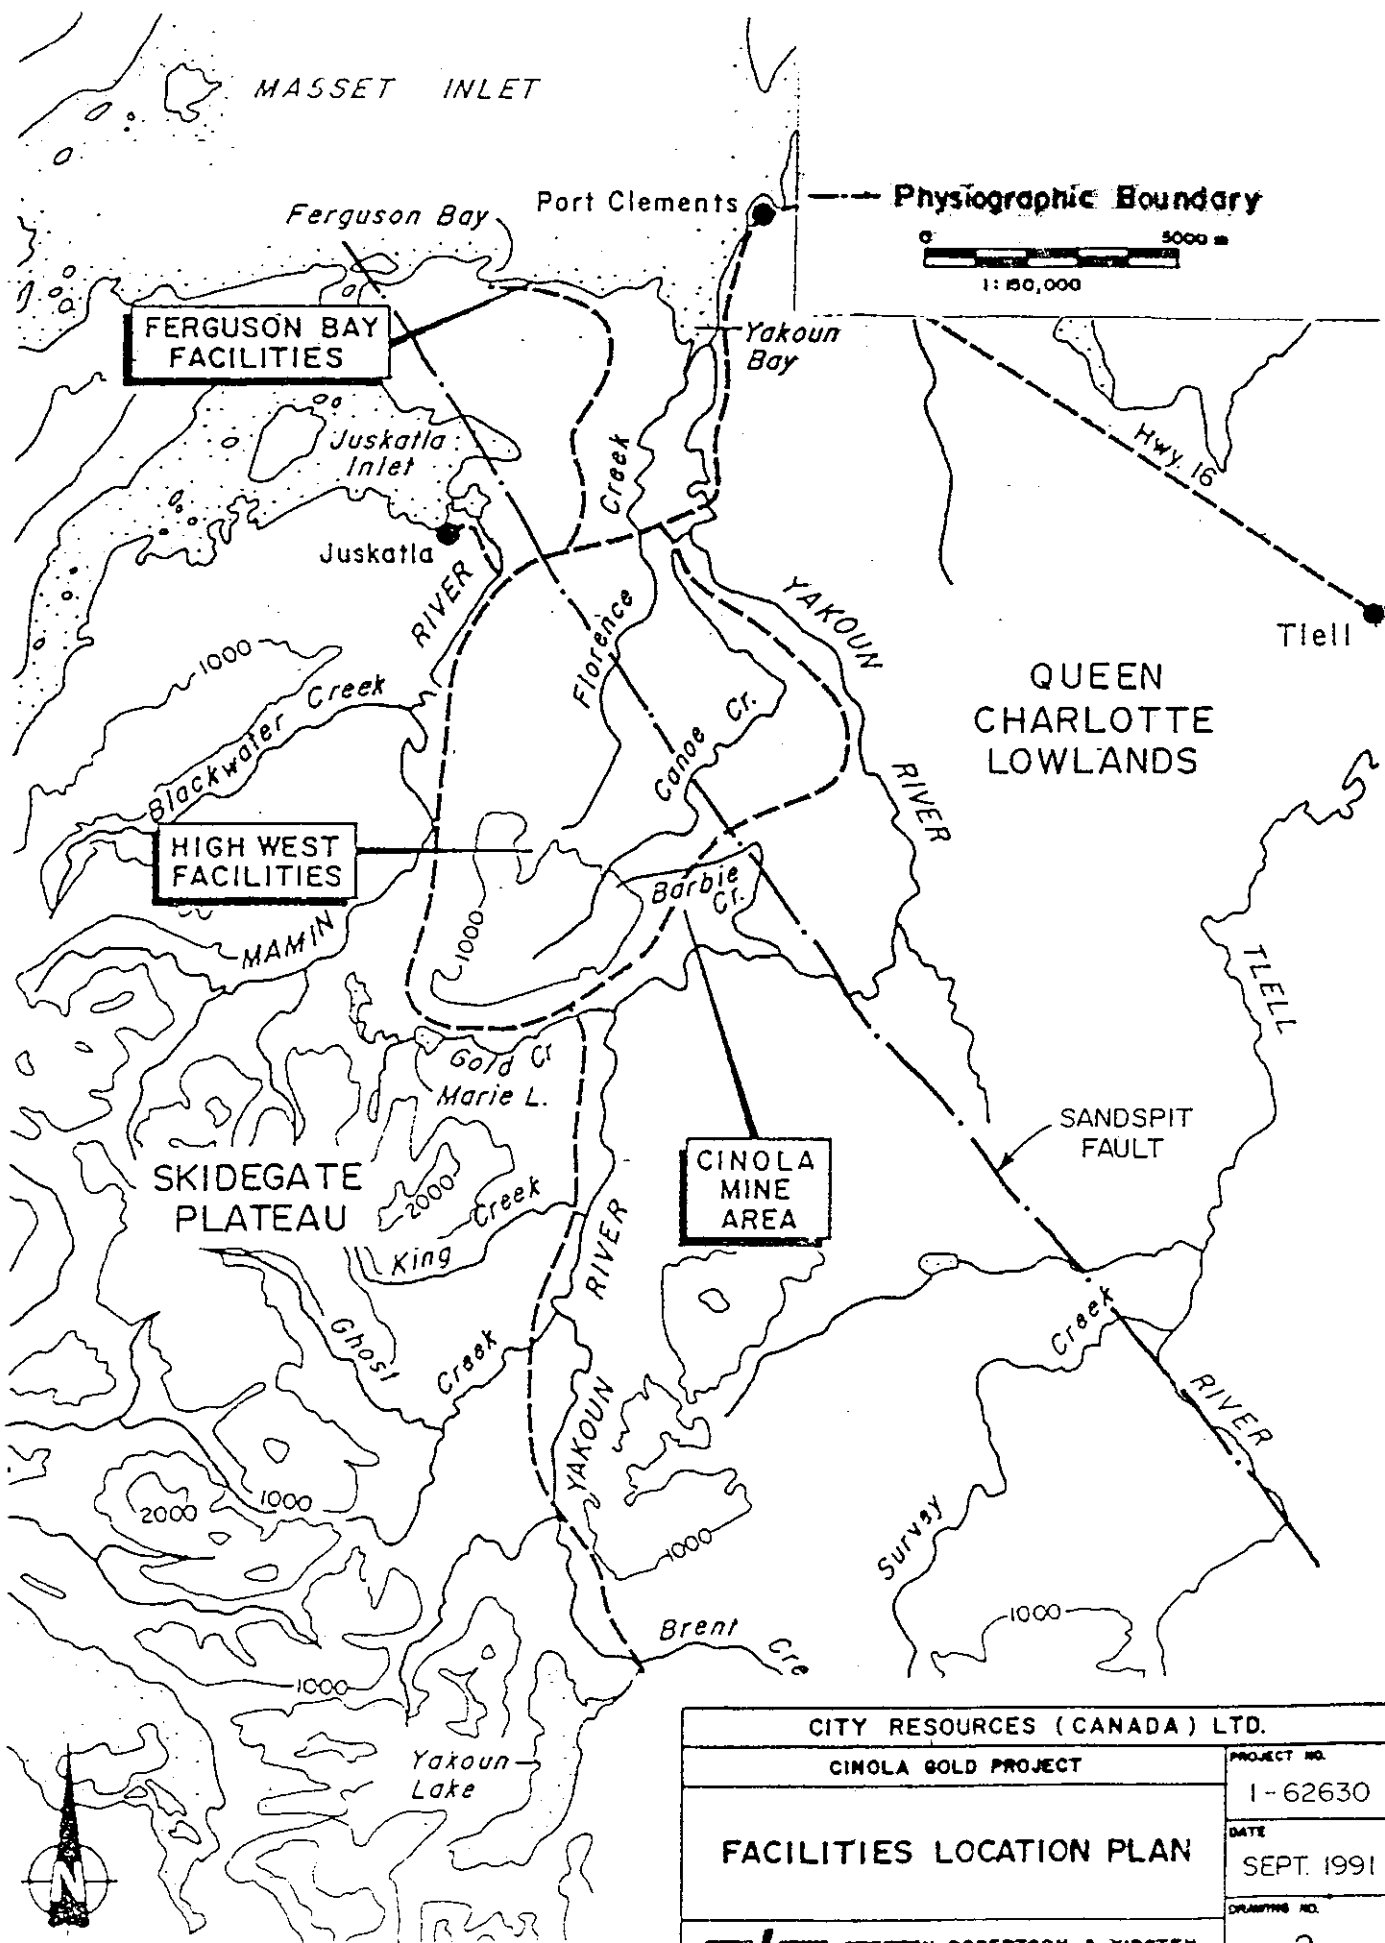 MASSET INLET
Port Clements
Physiographic Boundary
Ferguson Bay
0 5000 m
FERGUSON BAY
FACILITIES
Yakoun
Bay
Juskatla
Inlet
Creek
Hwy. 16
Juskatla
RIVER
YAKOUN
Florence
Tlell
1000
QUEEN
CHARLOTTE
LOWLANDS
Blackwater Creek
Canoe Cr.
RIVER
HIGH WEST
FACILITIES
Barbie
Cr.
MAMIN
1000
TLELL
Gold Cr
Marie L.
SANDSPIT
FAULT
CINOLA
MINE
AREA
SKIDEGATE
PLATEAU
2000
King Creek
RIVER
Ghost Creek
Creek
RIVER
YAKOUN
2000
1000
1000
Survey
1000
Brent Cre
1000
Yakoun
Lake
N
CITY RESOURCES (CANADA) LTD.
CINOLA GOLD PROJECT
PROJECT NO.
1-62630
FACILITIES LOCATION PLAN
DATE
SEPT. 1991
DRAWING NO.